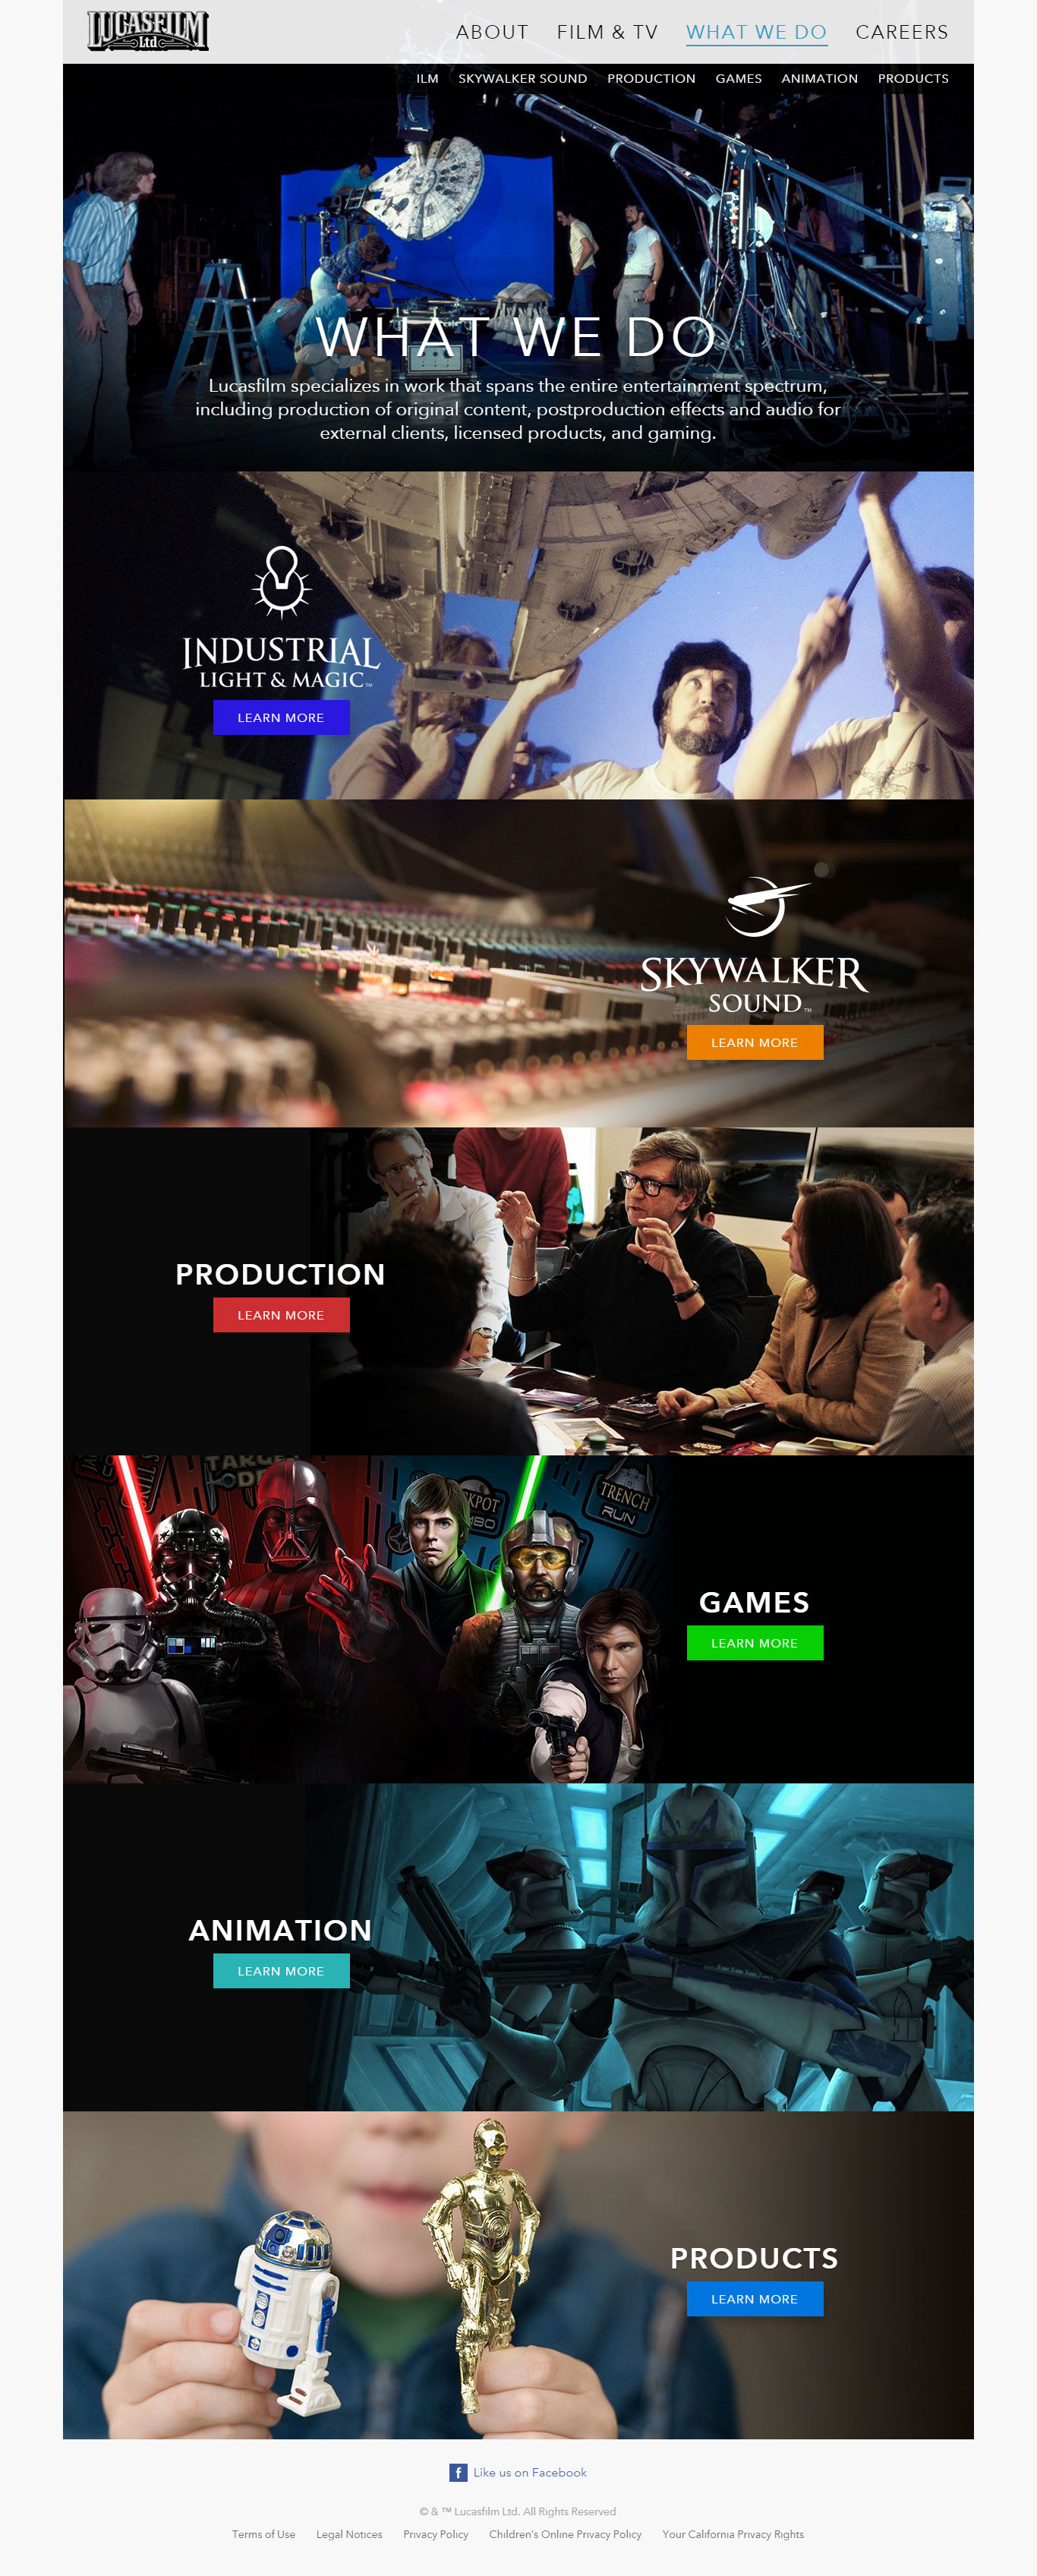 LUCASFILM
Ltd
ABOUT FILM & TV WHAT WE DO CAREERS
ILM SKYWALKER SOUND PRODUCTION GAMES ANIMATION PRODUCTS
WHAT WE DO
Lucasfilm specializes in work that spans the entire entertainment spectrum,
including production of original content, postproduction effects and audio for
external clients, licensed products, and gaming.
INDUSTRIAL
LIGHT & MAGIC™
LEARN MORE
SKYWALKER
SOUND™
LEARN MORE
PRODUCTION
LEARN MORE
TARGET
TRENCH
RUN
GAMES
LEARN MORE
ANIMATION
LEARN MORE
PRODUCTS
LEARN MORE
f Like us on Facebook
© & ™ Lucasfilm Ltd. All Rights Reserved
Terms of Use Legal Notices Privacy Policy Children's Online Privacy Policy Your California Privacy Rights